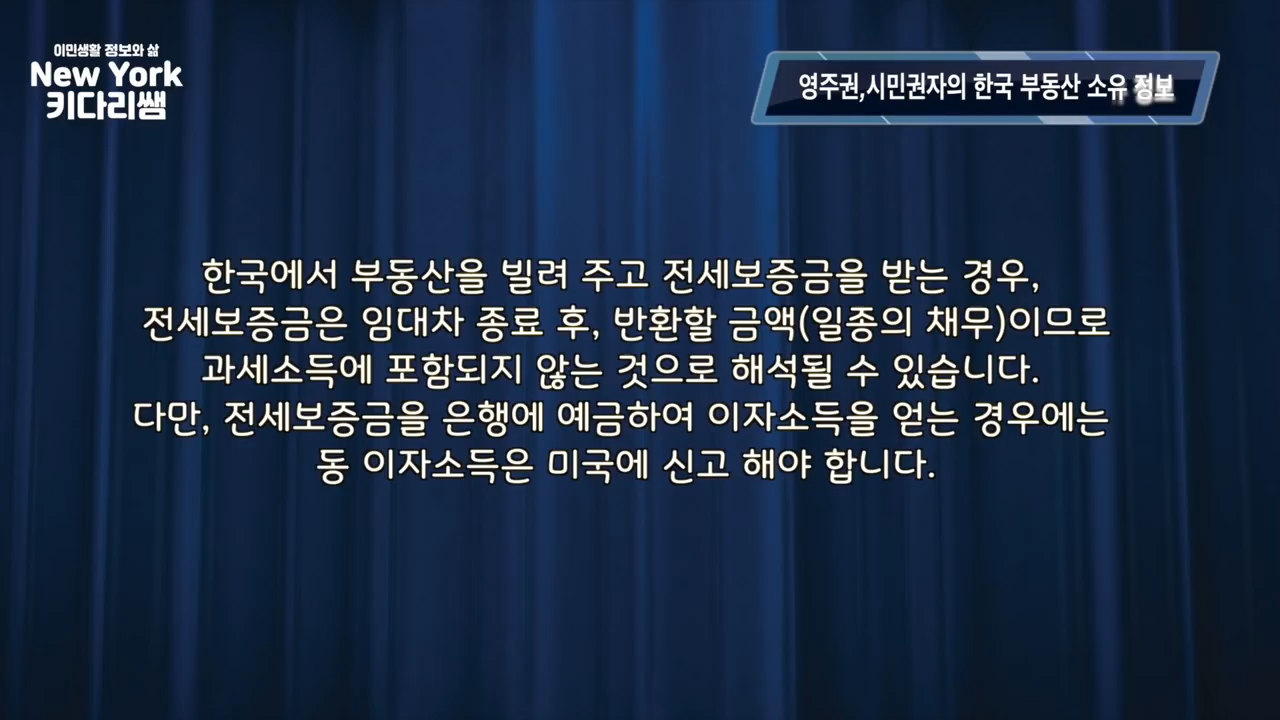 이민생활 정보와 삶
New York
키다리쌤
영주권,시민권자의 한국 부동산 소유 정보
한국에서 부동산을 빌려 주고 전세보증금을 받는 경우,
전세보증금은 임대차 종료 후, 반환할 금액(일종의 채무)이므로
과세소득에 포함되지 않는 것으로 해석될 수 있습니다.
다만, 전세보증금을 은행에 예금하여 이자소득을 얻는 경우에는
동 이자소득은 미국에 신고 해야 합니다.